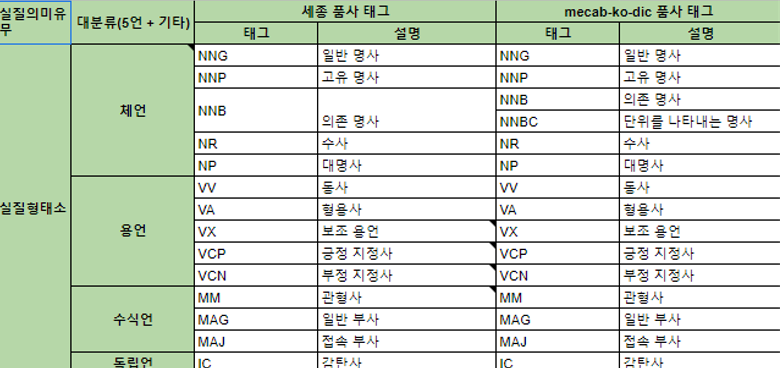 실질의미유무 대분류(5언 + 기타) 세종 품사 태그 mecab-ko-dic 품사 태그
태그 설명 태그 설명
실질형태소 체언 NNG 일반 명사 NNG 일반 명사
NNP 고유 명사 NNP 고유 명사
NNB 의존 명사 NNB 의존 명사
NNBC 단위를 나타내는 명사
NR 수사 NR 수사
NP 대명사 NP 대명사
용언 VV 동사 VV 동사
VA 형용사 VA 형용사
VX 보조 용언 VX 보조 용언
VCP 긍정 지정사 VCP 긍정 지정사
VCN 부정 지정사 VCN 부정 지정사
수식언 MM 관형사 MM 관형사
MAG 일반 부사 MAG 일반 부사
MAJ 접속 부사 MAJ 접속 부사
독립언 IC 감탄사 IC 감탄사